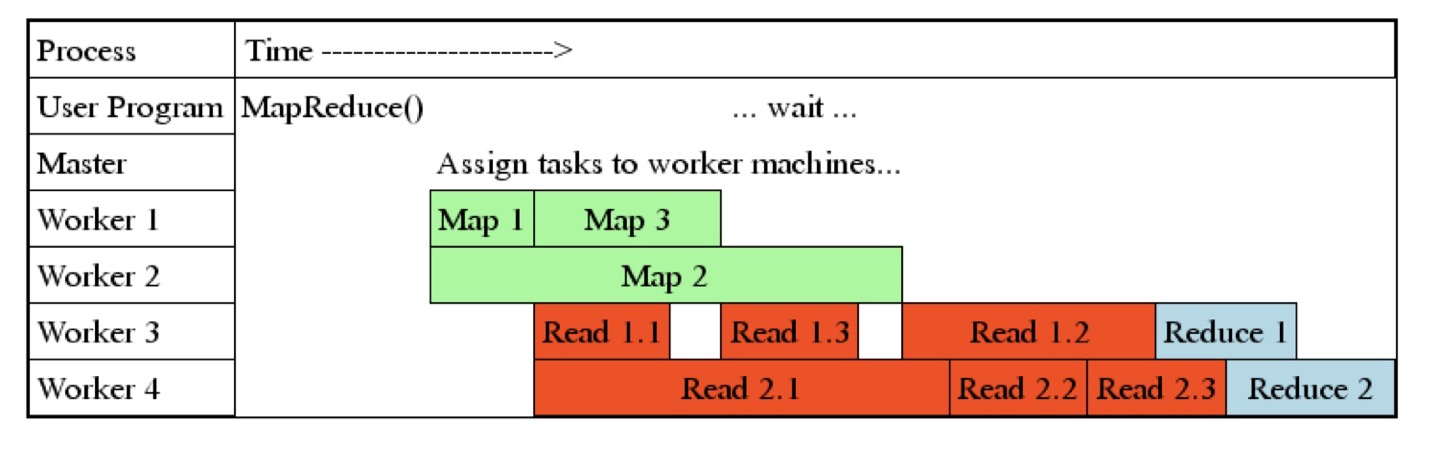 Process Time ---------------------->
User Program MapReduce() ... wait ...
Master Assign tasks to worker machines...
Worker 1 Map 1 Map 3
Worker 2 Map 2
Worker 3 Read 1.1 Read 1.3 Read 1.2 Reduce 1
Worker 4 Read 2.1 Read 2.2 Read 2.3 Reduce 2